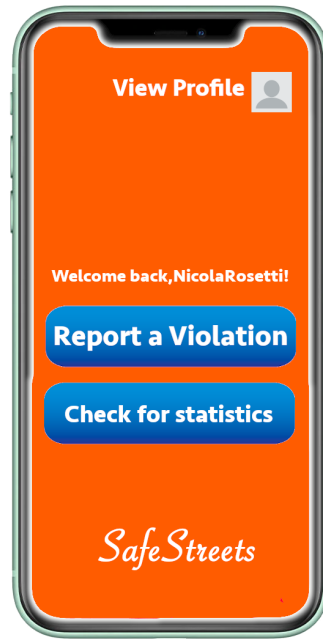 View Profile
Welcome back,NicolaRosetti!
Report a Violation
Check for statistics
SafeStreets